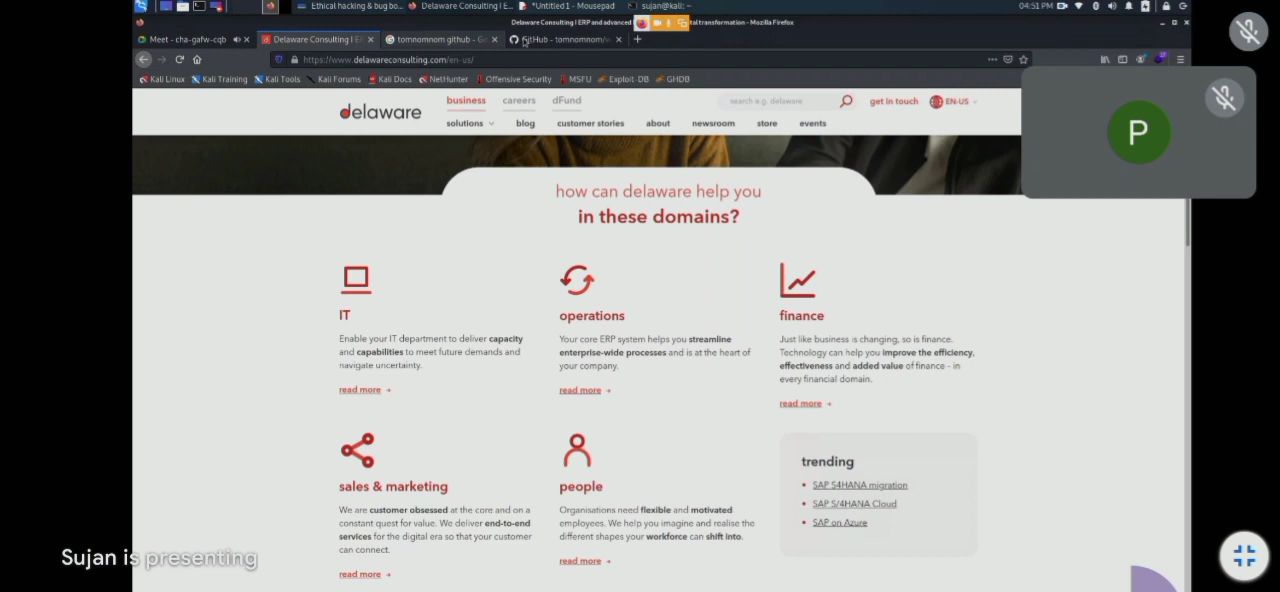 Ethical hacking & bug bo...
Delaware Consulting I E...
*Untitled 1 - Mousepad
sujan@kali: ~
04:51 PM
Delaware Consulting I ERP and advanced
tal transformation - Mozilla Firefox
Meet - cha-gafw-cqb
Delaware Consulting I E
tomnomnom github - Go
GitHub - tomnomnom/w
https://www.delawareconsulting.com/en-us/
Kali Linux
Kali Training
Kali Tools
Kali Forums
Kali Docs
NetHunter
Offensive Security
MSFU
Exploit-DB
GHDB
delaware
business
careers
dFund
search e.g. delaware
get in touch
EN-US
solutions
blog
customer stories
about
newsroom
store
events
P
how can delaware help you
in these domains?
IT
Enable your IT department to deliver capacity
and capabilities to meet future demands and
navigate uncertainty.
read more →
operations
Your core ERP system helps you streamline
enterprise-wide processes and is at the heart of
your company.
read more →
finance
Just like business is changing, so is finance.
Technology can help you improve the efficiency,
effectiveness and added value of finance - in
every financial domain.
read more →
sales & marketing
We are customer obsessed at the core and on a
constant quest for value. We deliver end-to-end
services for the digital era so that your customer
can connect.
read more →
people
Organisations need flexible and motivated
employees. We help you imagine and realise the
different shapes your workforce can shift into.
read more →
trending
• SAP S4HANA migration
• SAP S/4HANA Cloud
• SAP on Azure
Sujan is presenting